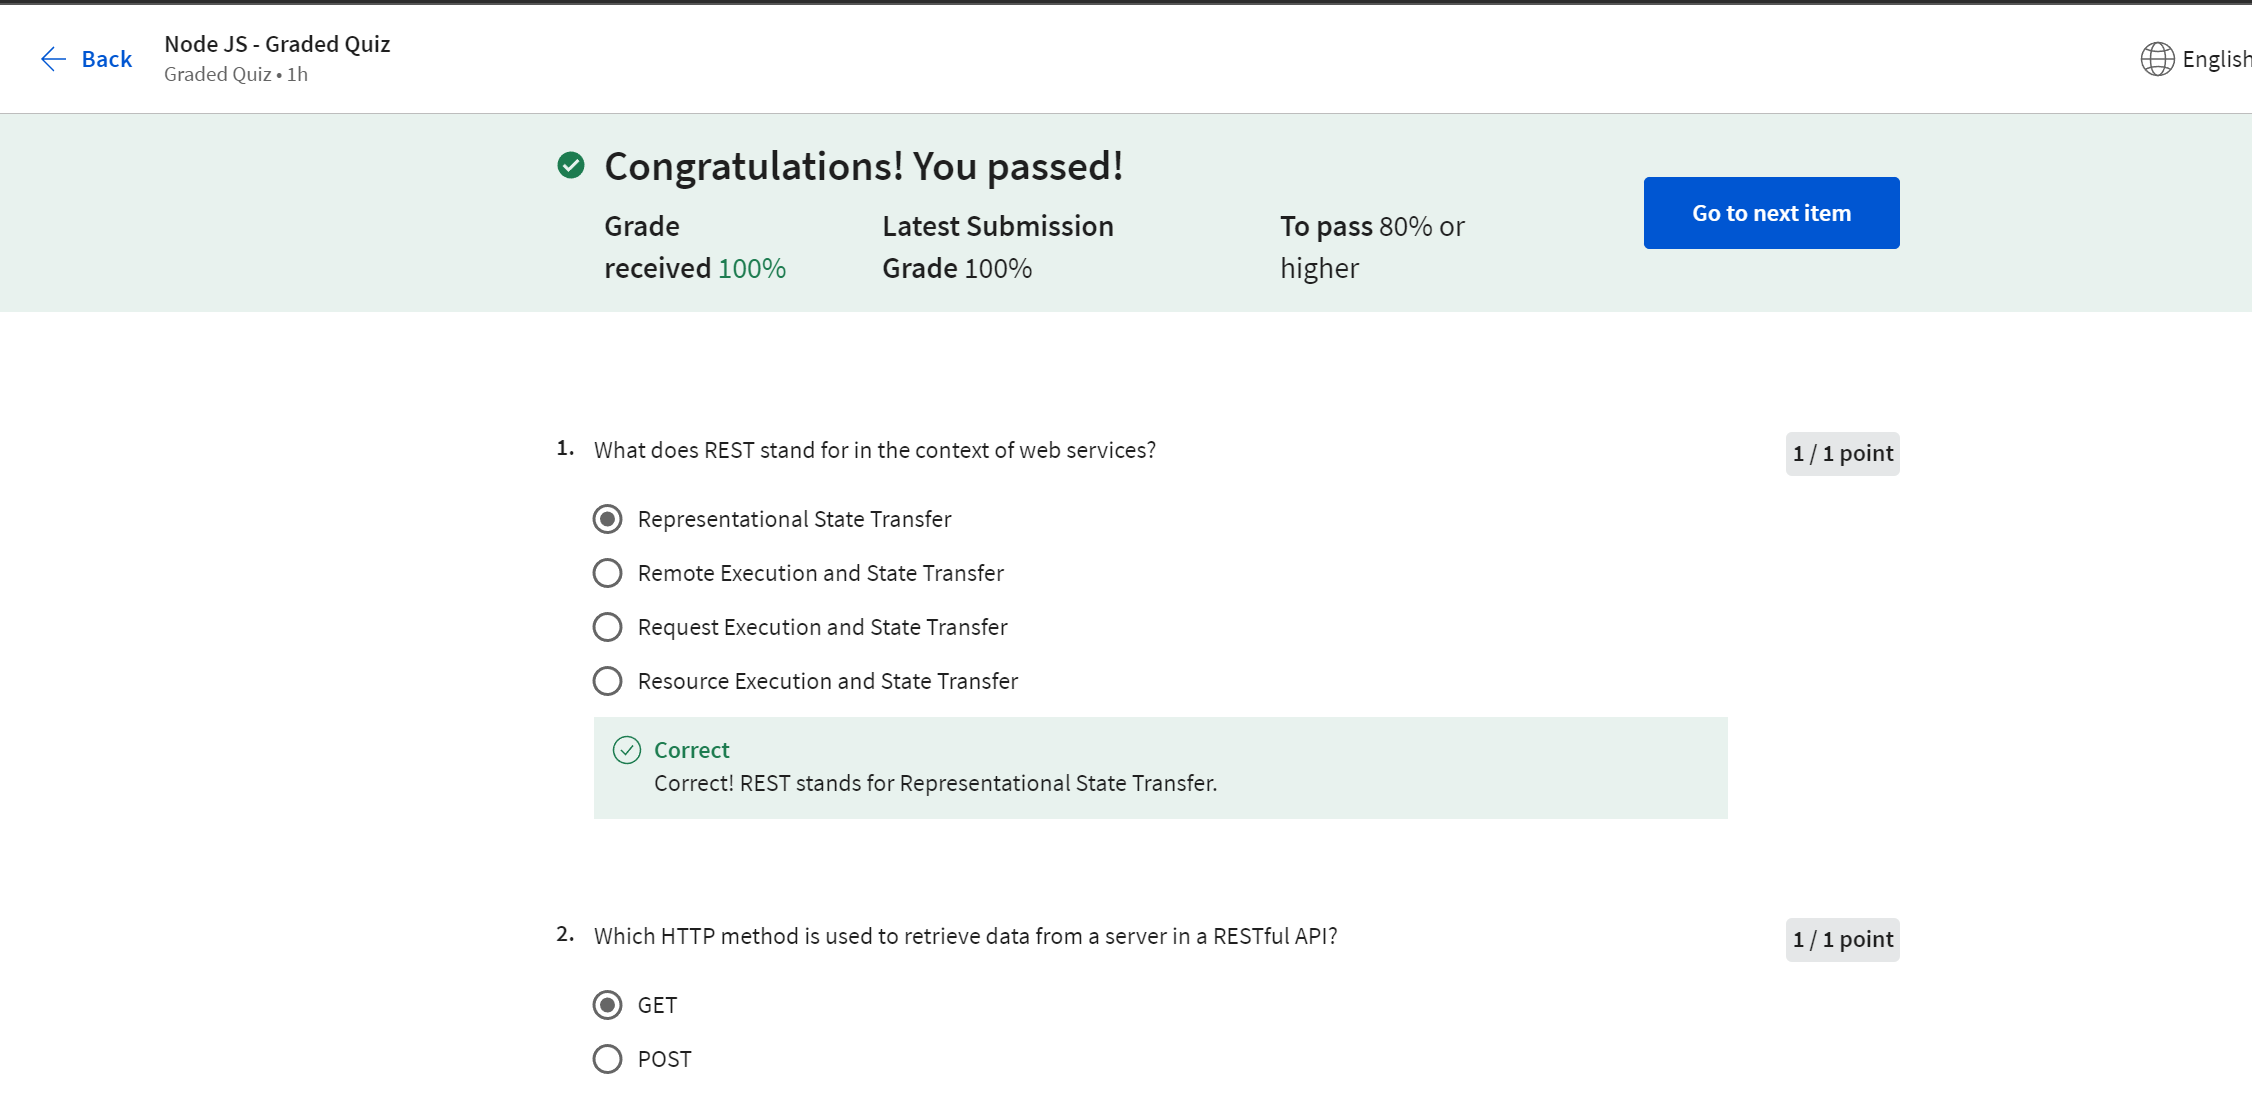 Back
Node JS - Graded Quiz
Graded Quiz • 1h
English
Congratulations! You passed!
Grade received 100%
Latest Submission Grade 100%
To pass 80% or higher
Go to next item
1. What does REST stand for in the context of web services?
1 / 1 point
Representational State Transfer
Remote Execution and State Transfer
Request Execution and State Transfer
Resource Execution and State Transfer
Correct
Correct! REST stands for Representational State Transfer.
2. Which HTTP method is used to retrieve data from a server in a RESTful API?
1 / 1 point
GET
POST